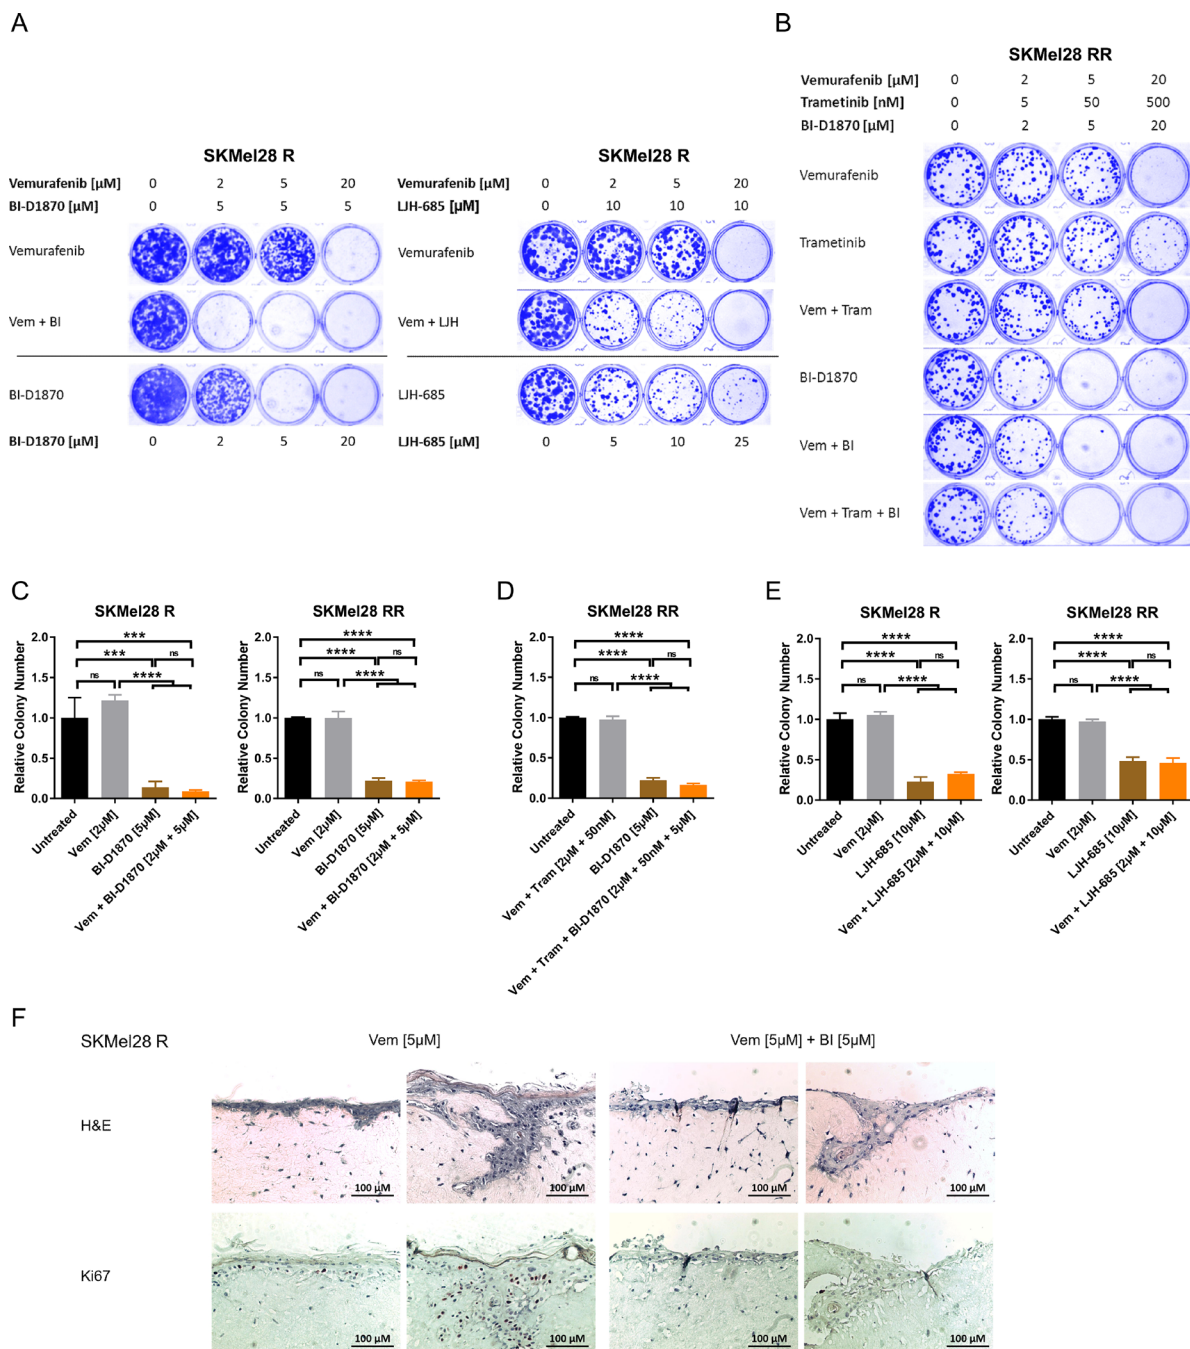 A
SKMel28 R
Vemurafenib [µM] 0 2 5 20
BI-D1870 [µM] 0 5 5 5
Vemurafenib
Vem + BI
BI-D1870
BI-D1870 [µM] 0 2 5 20
SKMel28 R
Vemurafenib [µM] 0 2 5 20
LJH-685 [µM] 0 10 10 10
Vemurafenib
Vem + LJH
LJH-685
LJH-685 [µM] 0 5 10 25
B
SKMel28 RR
Vemurafenib [µM] 0 2 5 20
Trametinib [nM] 0 5 50 500
BI-D1870 [µM] 0 2 5 20
Vemurafenib
Trametinib
Vem + Tram
BI-D1870
Vem + BI
Vem + Tram + BI
C
SKMel28 R
Relative Colony Number
2.0
1.5
1.0
0.5
0.0
***
*** ns
ns ****
Untreated
Vem [2µM]
BI-D1870 [5µM]
Vem + BI-D1870 [2µM + 5µM]
SKMel28 RR
Relative Colony Number
2.0
1.5
1.0
0.5
0.0
****
**** ns
ns ****
Untreated
Vem [2µM]
BI-D1870 [5µM]
Vem + BI-D1870 [2µM + 5µM]
D
SKMel28 RR
Relative Colony Number
2.0
1.5
1.0
0.5
0.0
****
**** ns
ns ****
Untreated
Vem + Tram [2µM + 50nM]
BI-D1870 [5µM]
Vem + Tram + BI-D1870 [2µM + 50nM + 5µM]
E
SKMel28 R
Relative Colony Number
2.0
1.5
1.0
0.5
0.0
****
**** ns
ns ****
Untreated
Vem [2µM]
LJH-685 [10µM]
Vem + LJH-685 [2µM + 10µM]
SKMel28 RR
Relative Colony Number
2.0
1.5
1.0
0.5
0.0
****
**** ns
ns ****
Untreated
Vem [2µM]
LJH-685 [10µM]
Vem + LJH-685 [2µM + 10µM]
F
SKMel28 R
Vem [5µM]
Vem [5µM] + BI [5µM]
H&E
100 µM
100 µM
100 µM
100 µM
Ki67
100 µM
100 µM
100 µM
100 µM